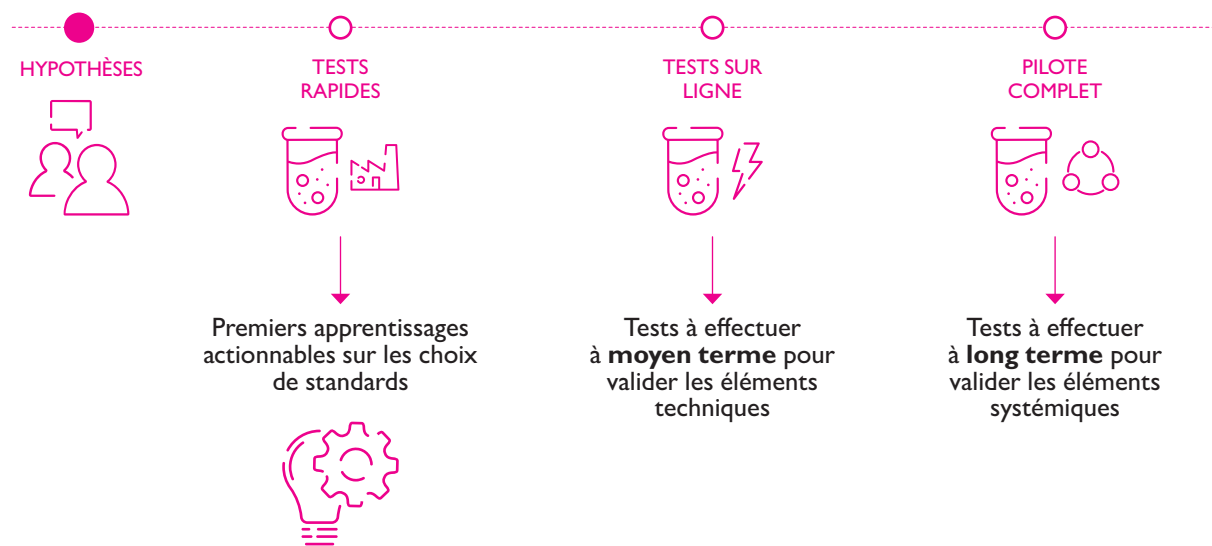 HYPOTHÈSES
TESTS
RAPIDES
TESTS SUR
LIGNE
PILOTE
COMPLET
Premiers apprentissages
actionnables sur les choix
de standards
Tests à effectuer
à moyen terme pour
valider les éléments
techniques
Tests à effectuer
à long terme pour
valider les éléments
systémiques